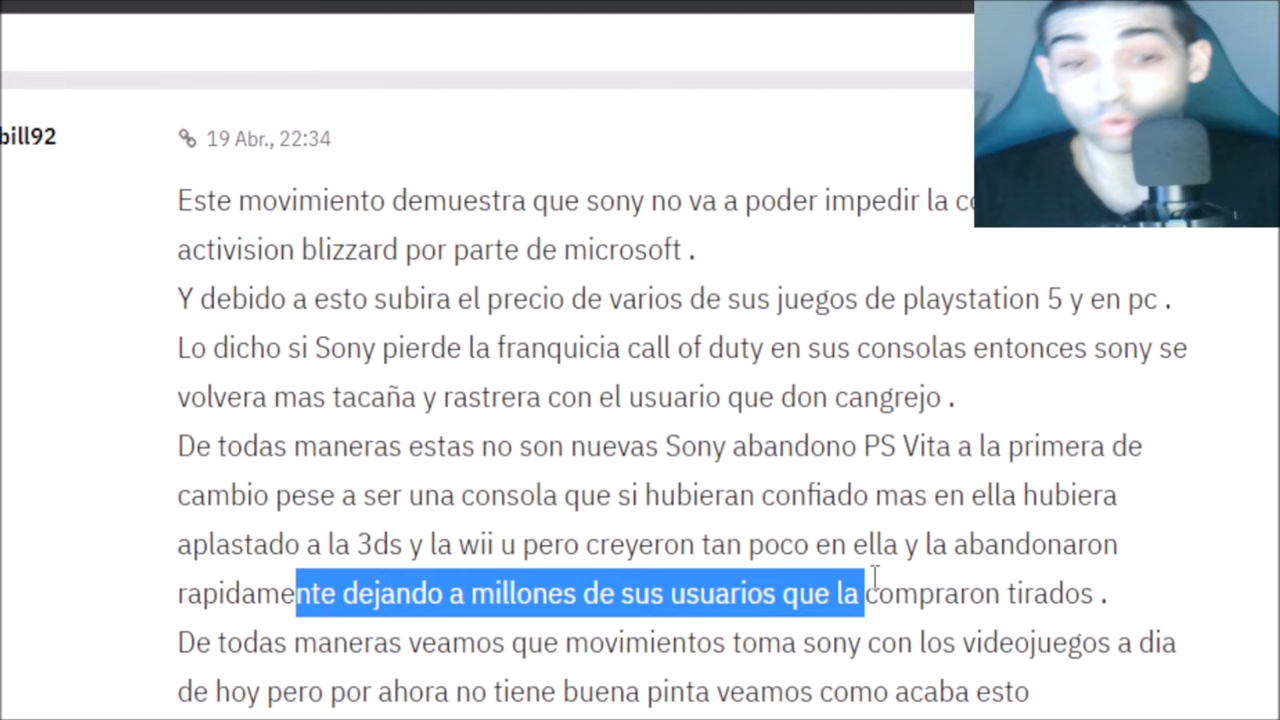 bill92
19 Abr., 22:34
Este movimiento demuestra que sony no va a poder impedir la
activision blizzard por parte de microsoft .
Y debido a esto subira el precio de varios de sus juegos de playstation 5 y en pc .
Lo dicho si Sony pierde la franquicia call of duty en sus consolas entonces sony se
volvera mas tacaña y rastrera con el usuario que don cangrejo .
De todas maneras estas no son nuevas Sony abandono PS Vita a la primera de
cambio pese a ser una consola que si hubieran confiado mas en ella hubiera
aplastado a la 3ds y la wii u pero creyeron tan poco en ella y la abandonaron
rapidamente dejando a millones de sus usuarios que la compraron tirados .
De todas maneras veamos que movimientos toma sony con los videojuegos a dia
de hoy pero por ahora no tiene buena pinta veamos como acaba esto